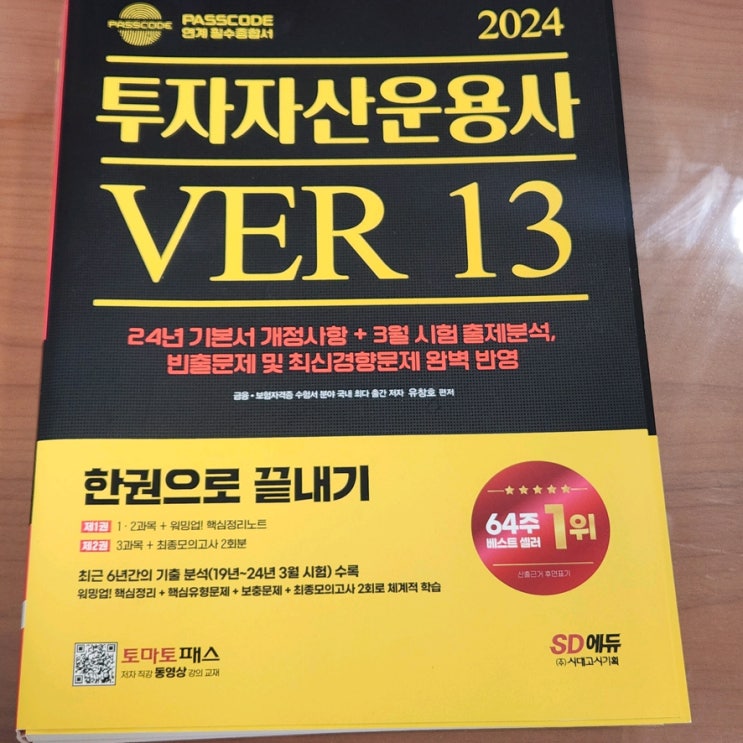 PASSCODE
PASSCODE
연계 필수종합서
2024
투자자산운용사
VER 13
24년 기본서 개정사항 + 3월 시험 출제분석,
빈출문제 및 최신경향문제 완벽 반영
금융·보험자격증 수험서 분야 국내 최다 출간 저자 유창호 편저
한권으로 끝내기
제1권 1·2과목 + 워밍업! 핵심정리노트
제2권 3과목 + 최종모의고사 2회분
최근 6년간의 기출 분석(19년~24년 3월 시험) 수록
워밍업! 핵심정리 + 핵심유형문제 + 보충문제 + 최종모의고사 2회로 체계적 학습
64주
베스트 셀러
1위
산출근거 후면표기
토마토패스
저자 직강 동영상 강의 교재
SD에듀
(주)시대고시기획